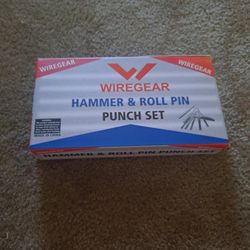 WIREGEAR
WIREGEAR
WIREGEAR
HAMMER & ROLL PIN
PUNCH SET
HAMMER & ROLL PIN PUNCH SET